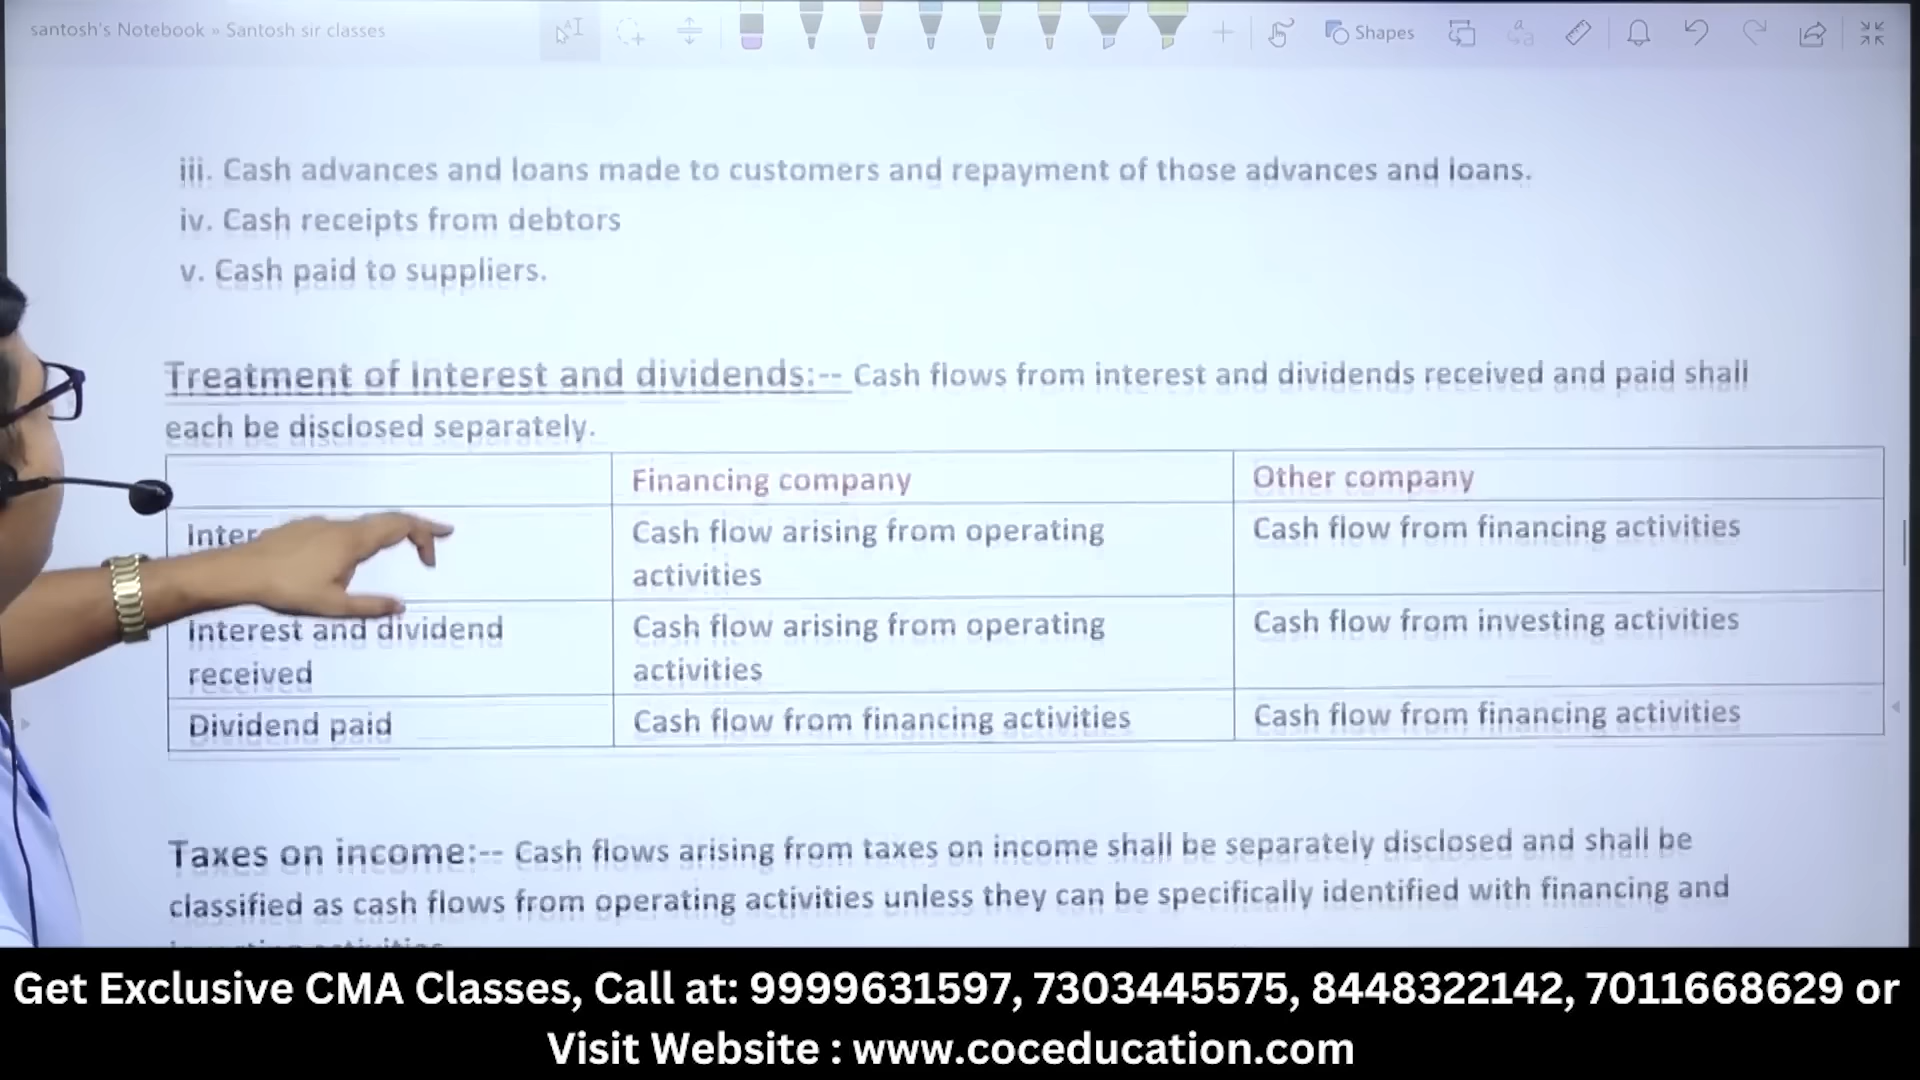 santosh's Notebook » Santosh sir classes
Shapes
iii. Cash advances and loans made to customers and repayment of those advances and loans.
iv. Cash receipts from debtors
v. Cash paid to suppliers.
Treatment of Interest and dividends:-- Cash flows from interest and dividends received and paid shall
each be disclosed separately.
Financing company
Other company
Cash flow arising from operating
activities
Cash flow from financing activities
Interest and dividend
received
Cash flow arising from operating
activities
Cash flow from investing activities
Dividend paid
Cash flow from financing activities
Cash flow from financing activities
Taxes on income:-- Cash flows arising from taxes on income shall be separately disclosed and shall be
classified as cash flows from operating activities unless they can be specifically identified with financing and
Get Exclusive CMA Classes, Call at: 9999631597, 7303445575, 8448322142, 7011668629 or
Visit Website : www.coceducation.com